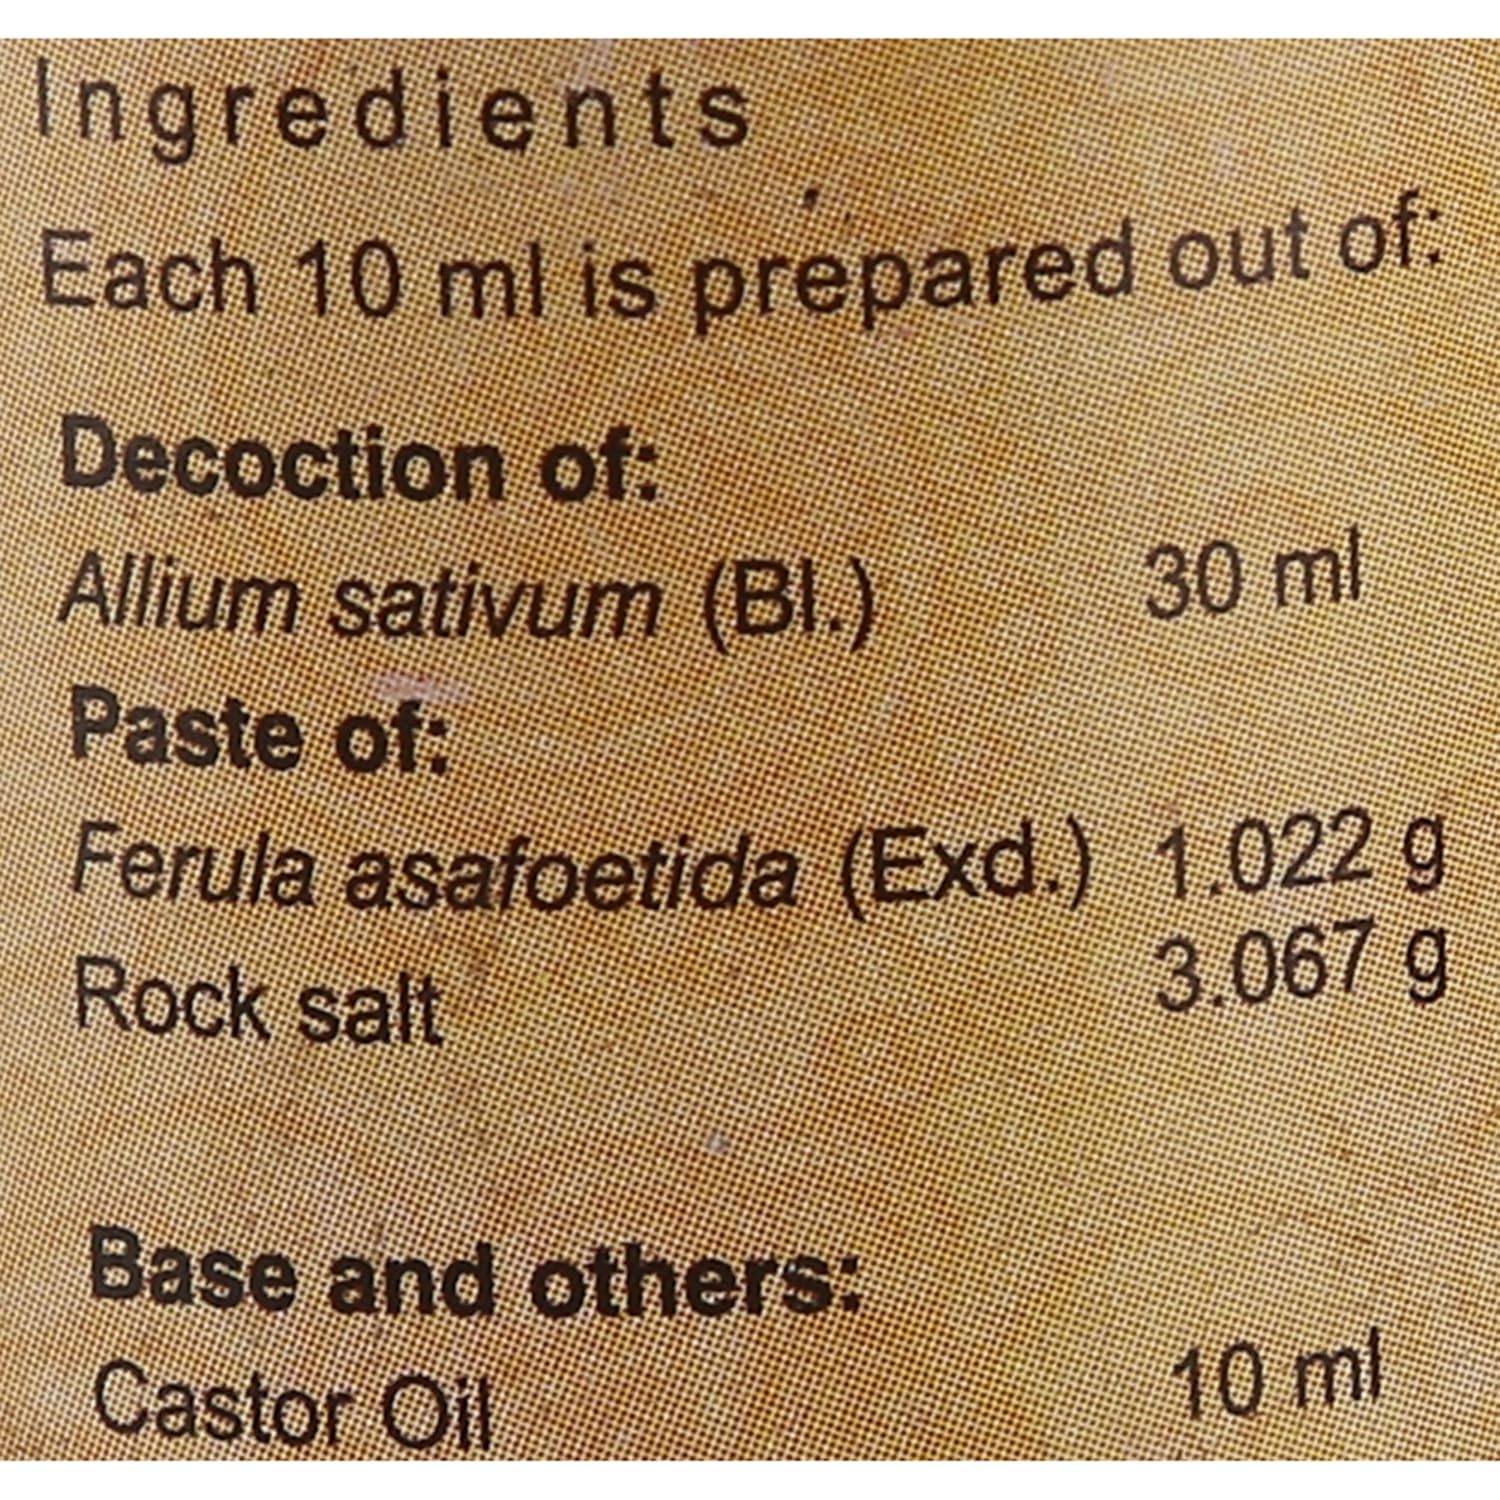 Ingredients
Each 10 ml is prepared out of:
Decoction of:
Allium sativum (Bl.) 30 ml
Paste of:
Ferula asafoetida (Exd.) 1.022 g
Rock salt 3.067 g
Base and others:
Castor Oil 10 ml